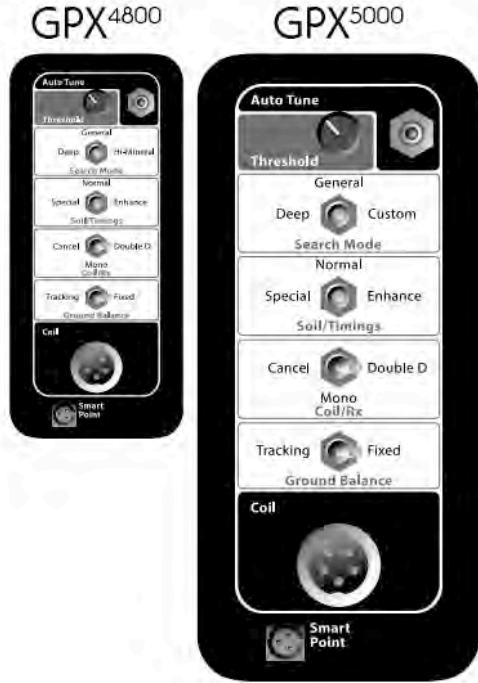 GPX4800
Auto Tune
Threshold
General
Deep Hi-Mineral
Search Mode
Normal
Special Enhance
Soil/Timings
Cancel Double D
Mono
Coil/Rx
Tracking Fixed
Ground Balance
Coil
Smart
Point
GPX5000
Auto Tune
Threshold
General
Deep Custom
Search Mode
Normal
Special Enhance
Soil/Timings
Cancel Double D
Mono
Coil/Rx
Tracking Fixed
Ground Balance
Coil
Smart
Point